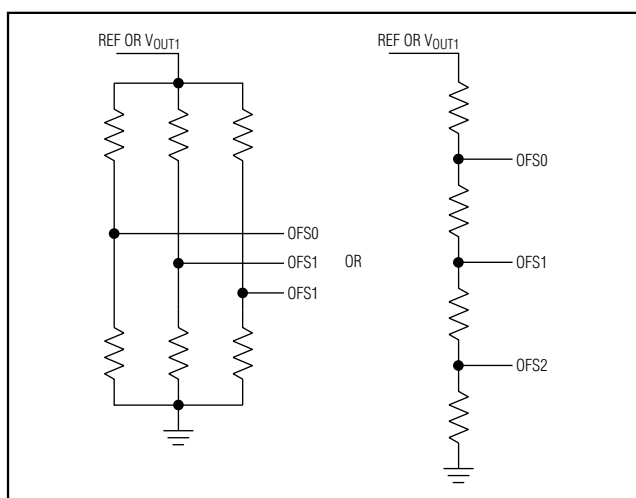 REF OR VOUT1
OFS0
OFS1
OFS1
OR
REF OR VOUT1
OFS0
OFS1
OFS2